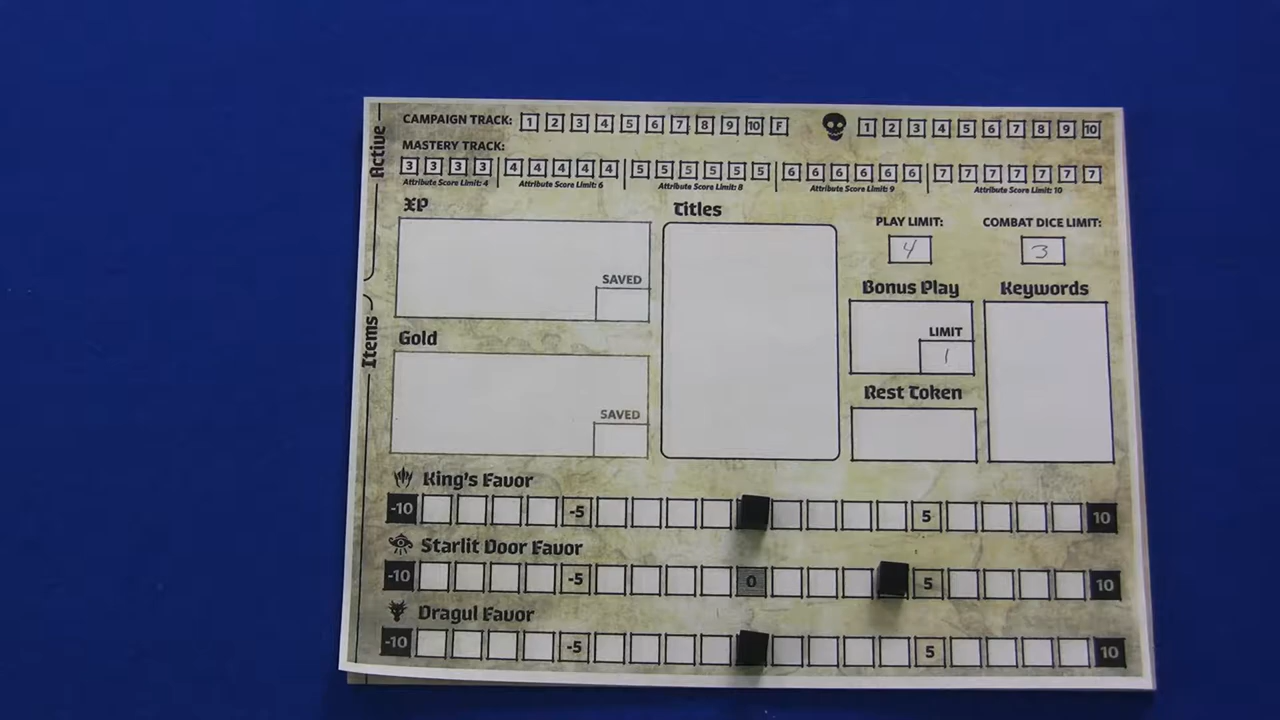 CAMPAIGN TRACK: 1 2 3 4 5 6 7 8 9 10 F 1 2 3 4 5 6 7 8 9 10
MASTERY TRACK:
3 3 3 3 4 4 4 4 4 5 5 5 5 5 5 6 6 6 6 6 6 7 7 7 7 7 7 7
Attribute Score Limit: 4 Attribute Score Limit: 6 Attribute Score Limit: 8 Attribute Score Limit: 9 Attribute Score Limit: 10
Active
Items
XP
SAVED
Gold
SAVED
Titles
PLAY LIMIT:
4
COMBAT DICE LIMIT:
3
Bonus Play
LIMIT
1
Rest Token
Keywords
King's Favor
-10 -5 5 10
Starlit Door Favor
-10 -5 0 5 10
Dragul Favor
-10 -5 5 10